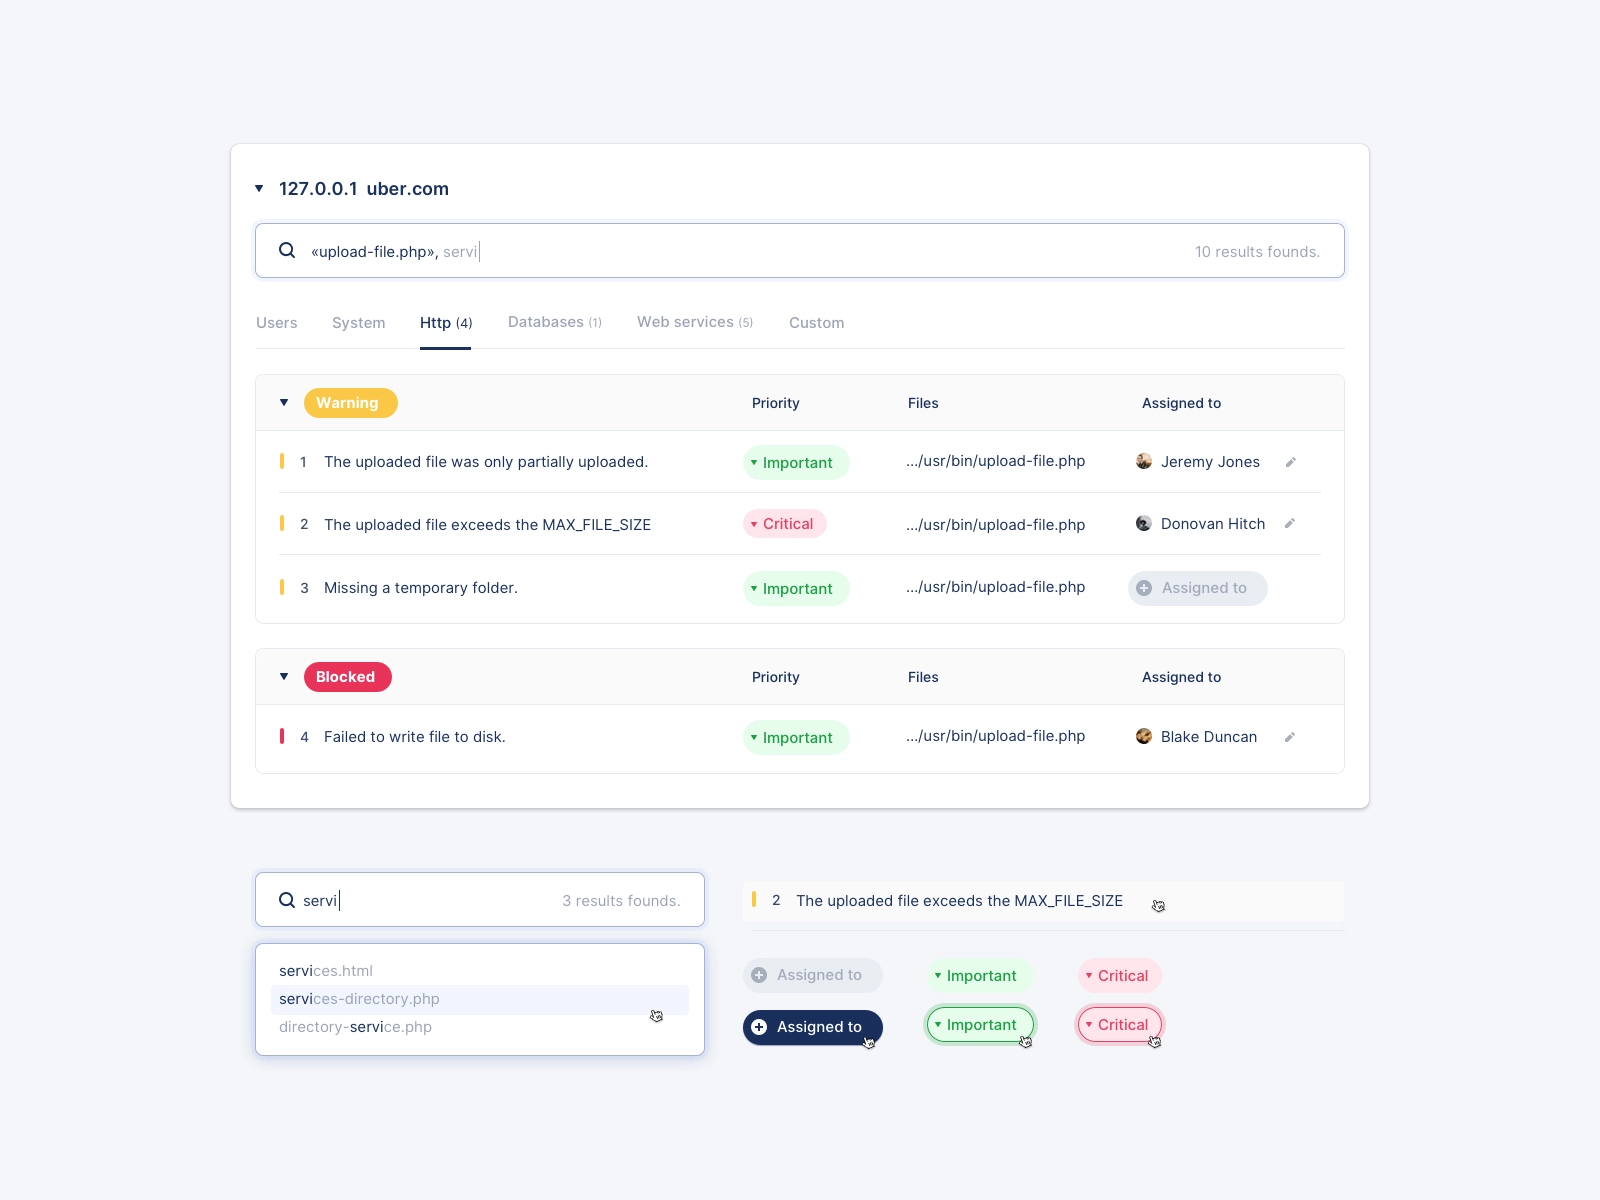 127.0.0.1 uber.com
«upload-file.php», servi 10 results founds.
Users System Http (4) Databases (1) Web services (5) Custom
Warning Priority Files Assigned to
1 The uploaded file was only partially uploaded. Important .../usr/bin/upload-file.php Jeremy Jones
2 The uploaded file exceeds the MAX_FILE_SIZE Critical .../usr/bin/upload-file.php Donovan Hitch
3 Missing a temporary folder. Important .../usr/bin/upload-file.php Assigned to
Blocked Priority Files Assigned to
4 Failed to write file to disk. Important .../usr/bin/upload-file.php Blake Duncan
servi 3 results founds.
services.html
services-directory.php
directory-service.php
2 The uploaded file exceeds the MAX_FILE_SIZE
Assigned to Important Critical
Assigned to Important Critical